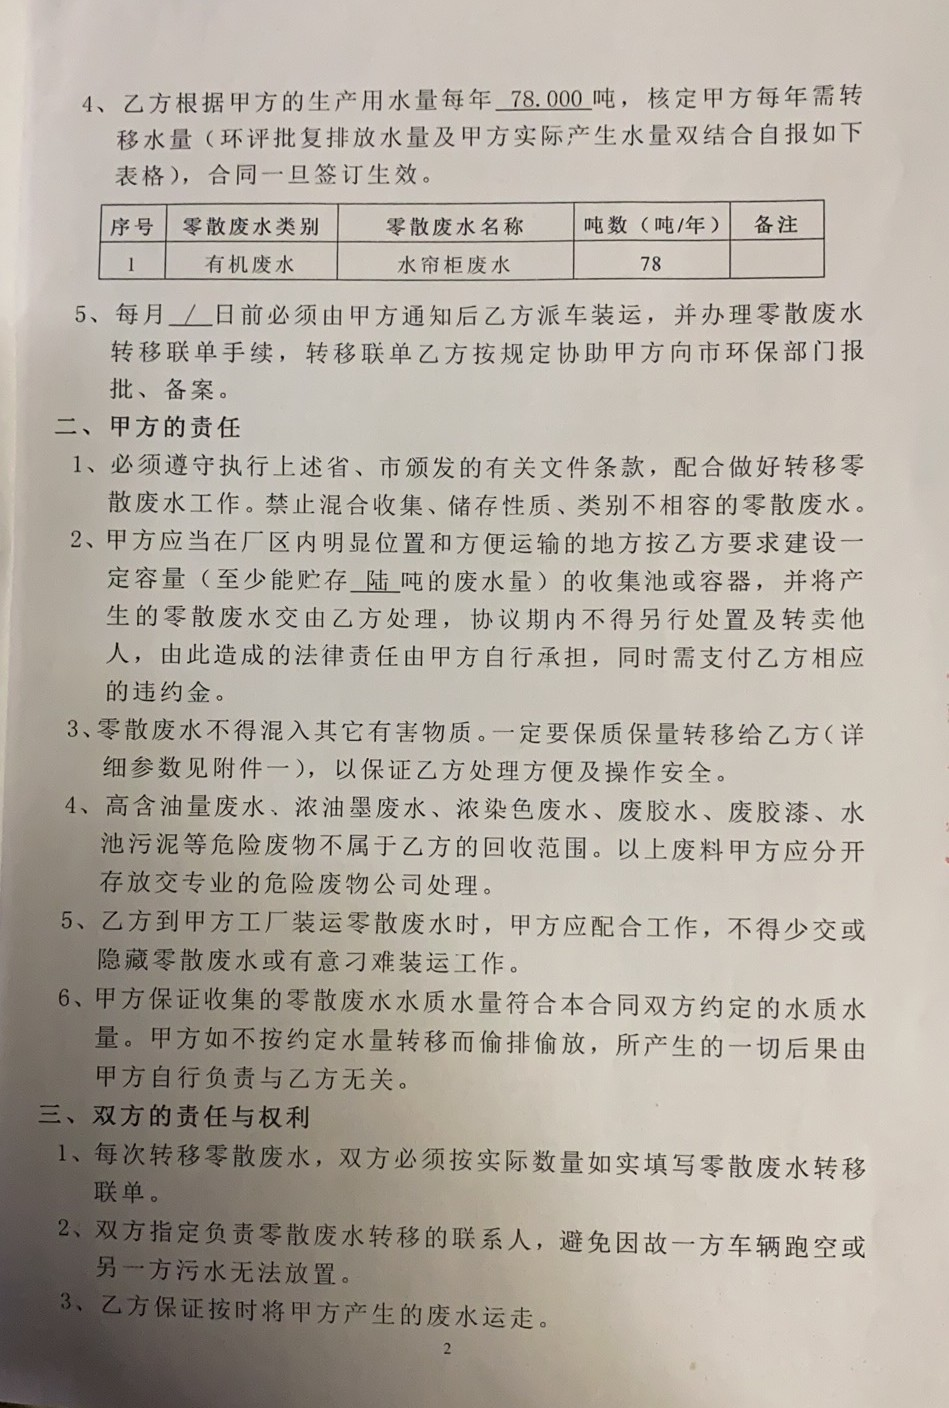 4、乙方根据甲方的生产用水量每年 78.000 吨，核定甲方每年需转
移水量（环评批复排放水量及甲方实际产生水量双结合自报如下
表格），合同一旦签订生效。
序号 零散废水类别 零散废水名称 吨数（吨/年） 备注
1 有机废水 水帘柜废水 78
5、每月 / 日前必须由甲方通知后乙方派车装运，并办理零散废水
转移联单手续，转移联单乙方按规定协助甲方向市环保部门报
批、备案。
二、甲方的责任
1、必须遵守执行上述省、市颁发的有关文件条款，配合做好转移零
散废水工作。禁止混合收集、储存性质、类别不相容的零散废水。
2、甲方应当在厂区内明显位置和方便运输的地方按乙方要求建设一
定容量（至少能贮存 陆 吨的废水量）的收集池或容器，并将产
生的零散废水交由乙方处理，协议期内不得另行处置及转卖他
人，由此造成的法律责任由甲方自行承担，同时需支付乙方相应
的违约金。
3、零散废水不得混入其它有害物质。一定要保质保量转移给乙方（详
细参数见附件一），以保证乙方处理方便及操作安全。
4、高含油量废水、浓油墨废水、浓染色废水、废胶水、废胶漆、水
池污泥等危险废物不属于乙方的回收范围。以上废料甲方应分开
存放交专业的危险废物公司处理。
5、乙方到甲方工厂装运零散废水时，甲方应配合工作，不得少交或
隐藏零散废水或有意刁难装运工作。
6、甲方保证收集的零散废水水质水量符合本合同双方约定的水质水
量。甲方如不按约定水量转移而偷排偷放，所产生的一切后果由
甲方自行负责与乙方无关。
三、双方的责任与权利
1、每次转移零散废水，双方必须按实际数量如实填写零散废水转移
联单。
2、双方指定负责零散废水转移的联系人，避免因故一方车辆跑空或
另一方污水无法放置。
3、乙方保证按时将甲方产生的废水运走。
2